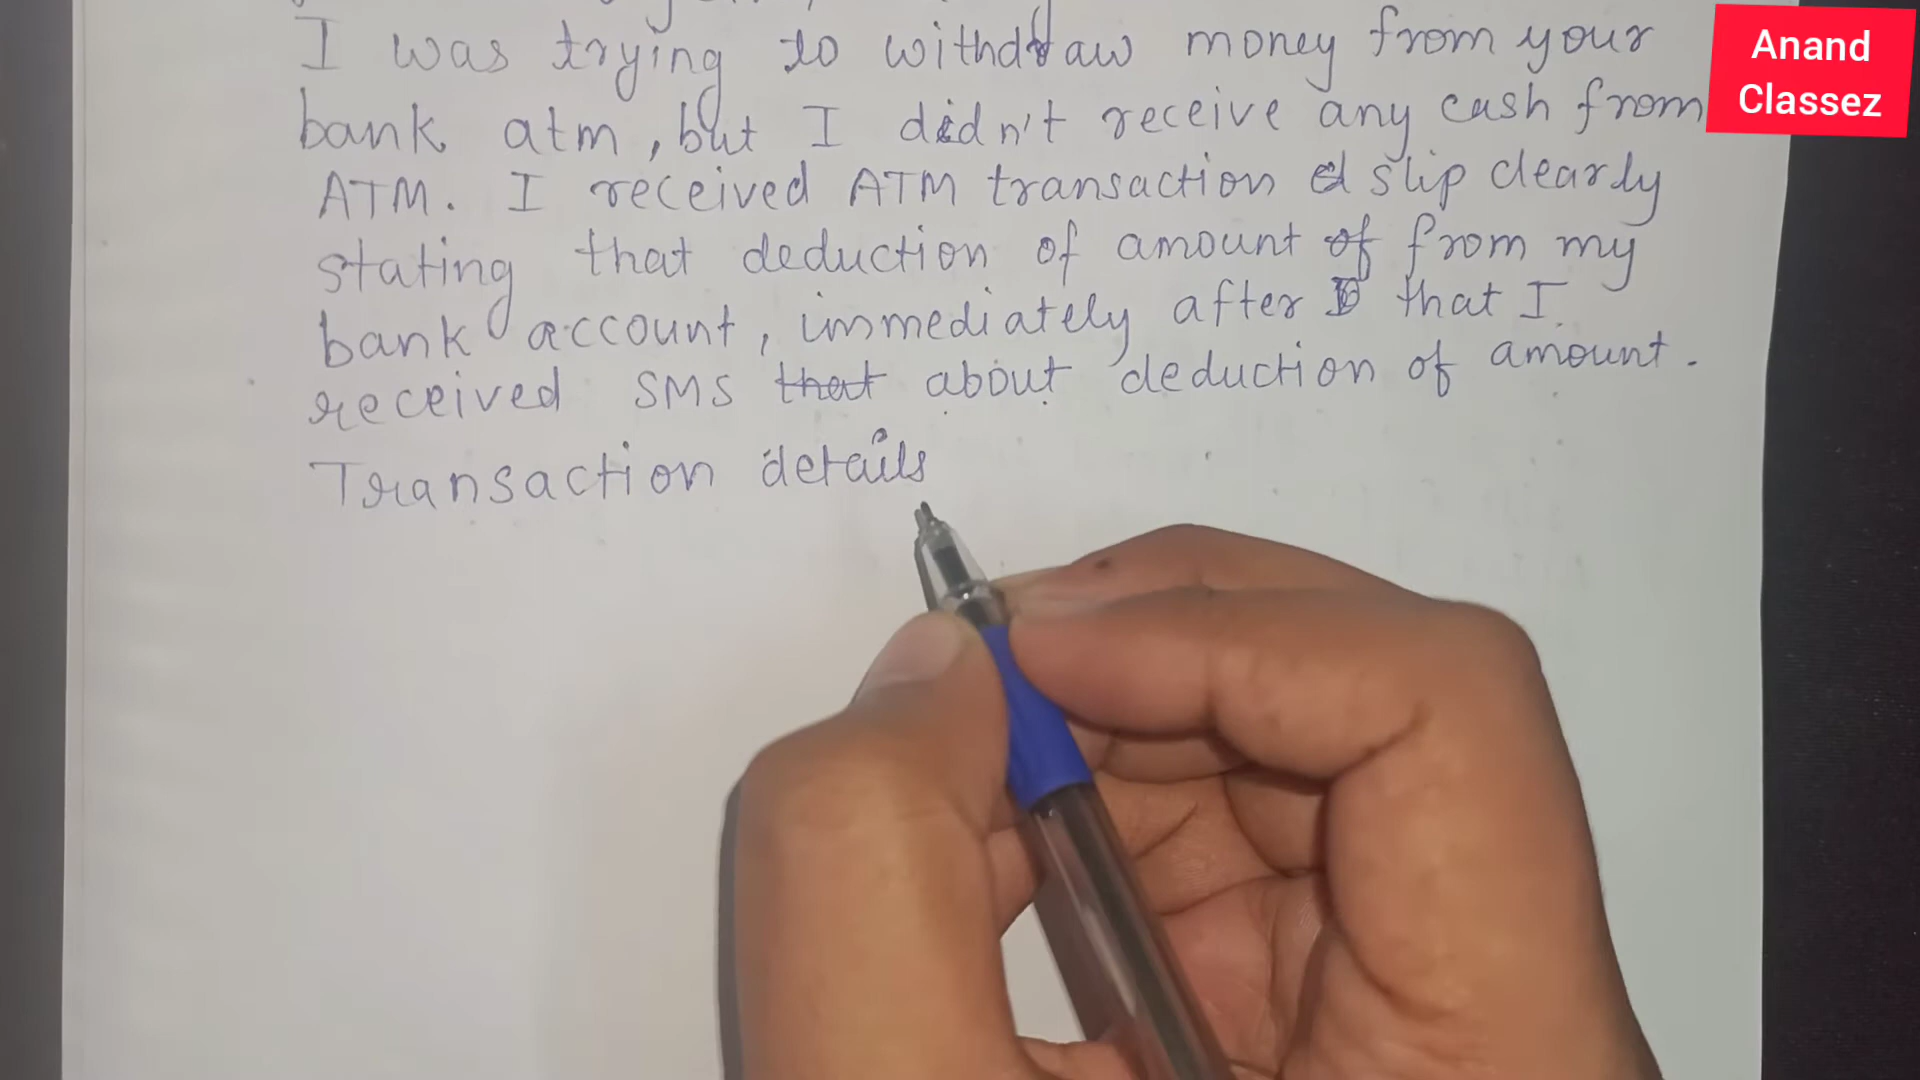 I was trying to withdraw money from your
bank atm, but I didn't receive any cash from
ATM. I received ATM transaction slip clearly
stating that deduction of amount of from my
bank account, immediately after that I
received SMS that about deduction of amount.
Transaction details
Anand
Classez